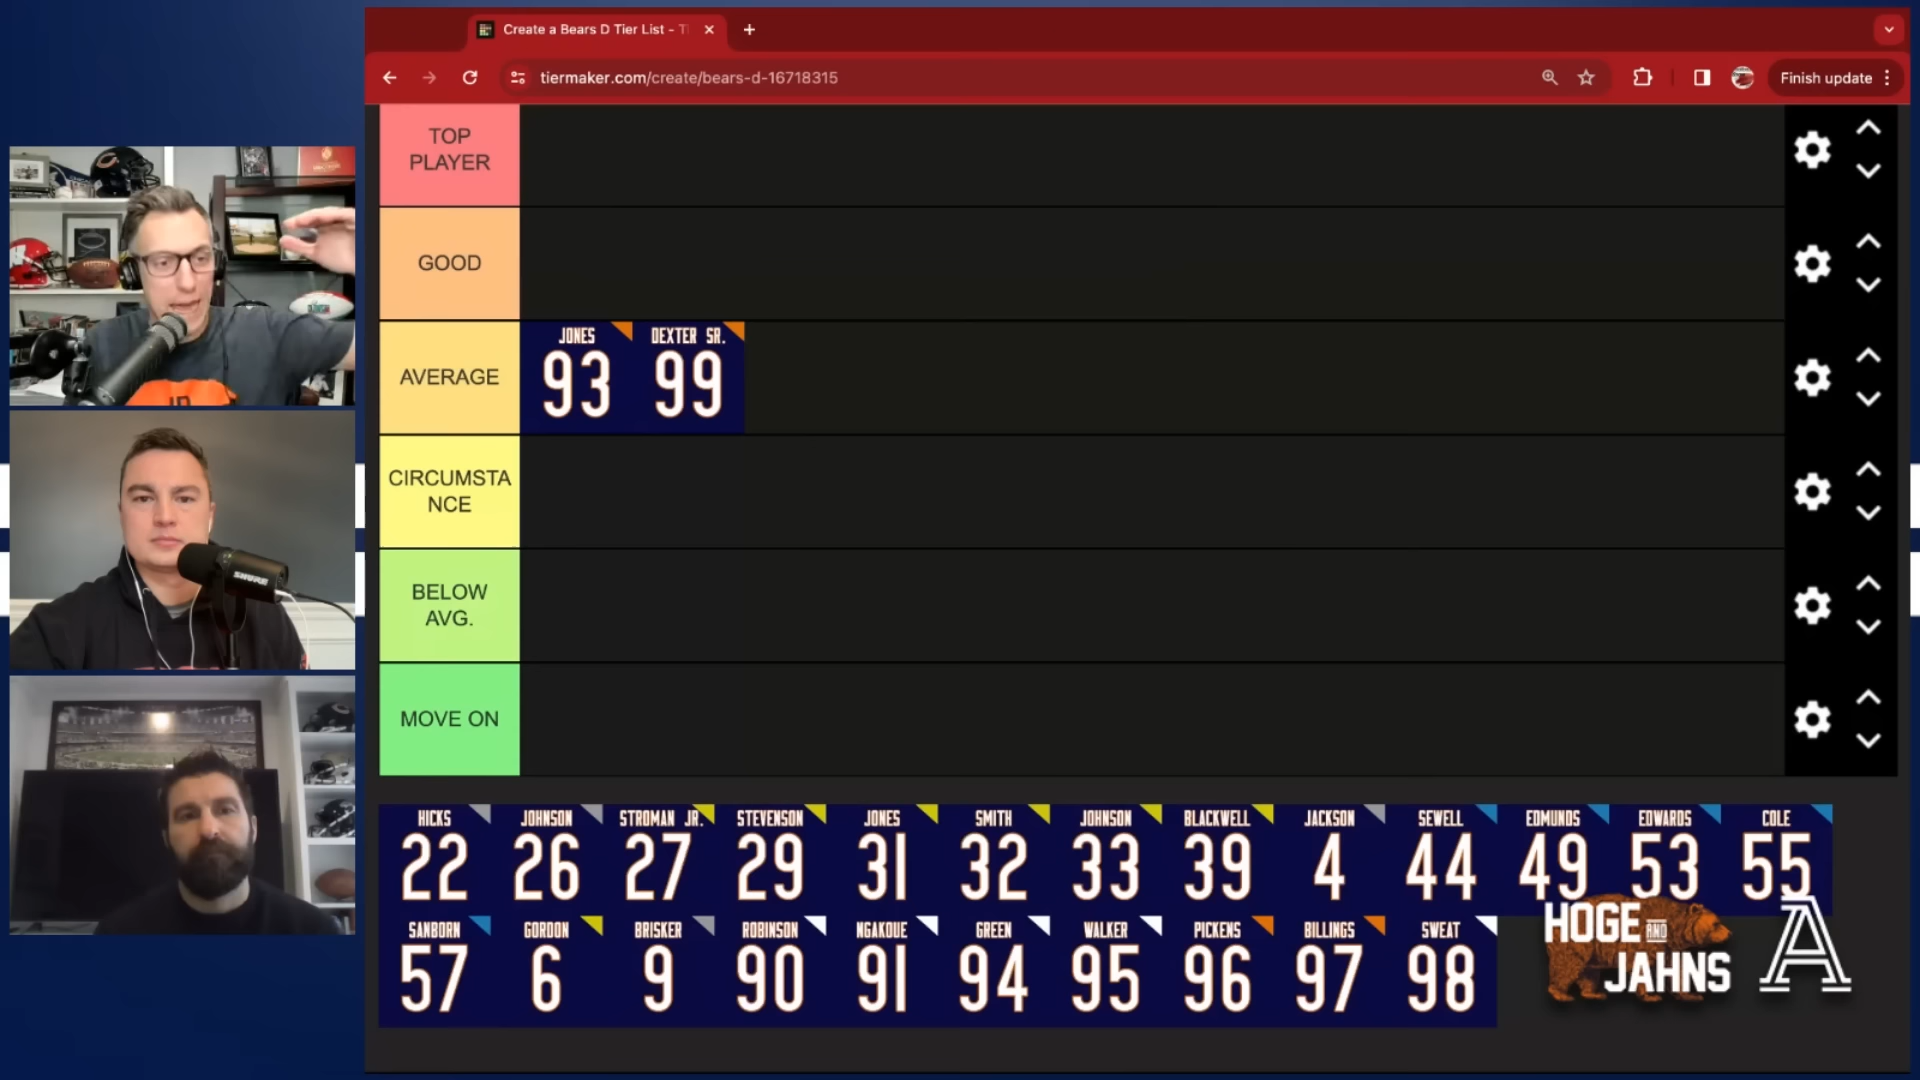 Create a Bears D Tier List - T
tiermaker.com/create/bears-d-16718315
Finish update
TOP
PLAYER
GOOD
AVERAGE
JONES
93
DEXTER SR.
99
CIRCUMSTA
NCE
BELOW
AVG.
MOVE ON
HICKS
22
JOHNSON
26
STROMAN JR.
27
STEVENSON
29
JONES
31
SMITH
32
JOHNSON
33
BLACKWELL
39
JACKSON
4
SEWELL
44
EDMUNDS
49
EDWARDS
53
COLE
55
SANBORN
57
GORDON
6
BRISKER
9
ROBINSON
90
NGAKOUE
91
GREEN
94
WALKER
95
PICKENS
96
BILLINGS
97
SWEAT
98
HOGE AND
JAHNS
A
SHURE